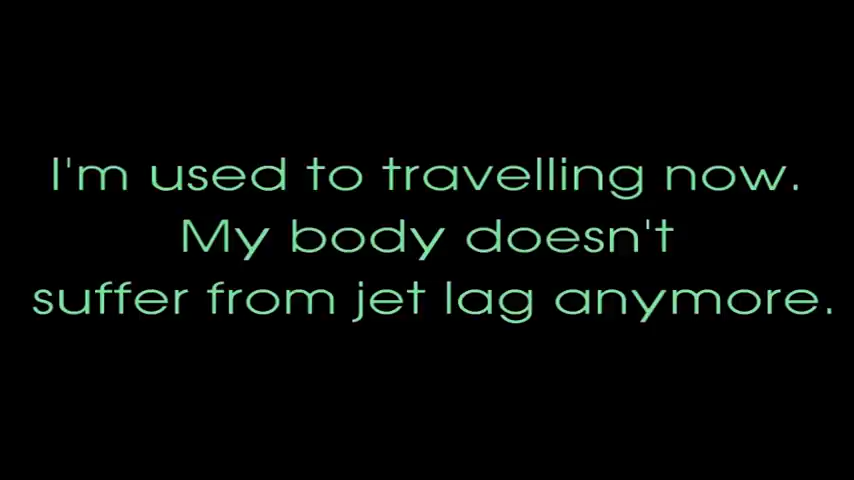 I'm used to travelling now.
My body doesn't
suffer from jet lag anymore.